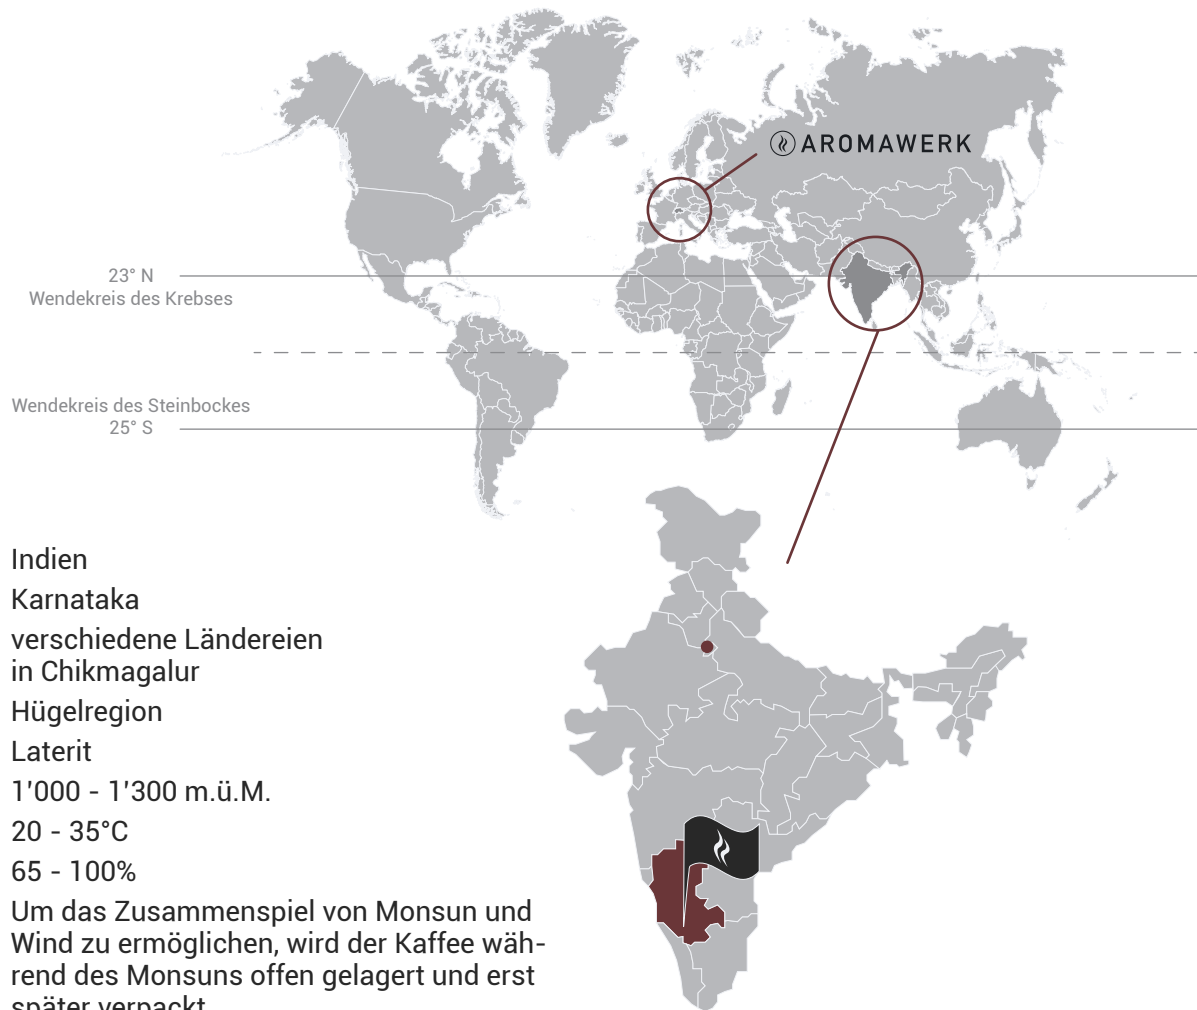 AROMAWERK
23° N
Wendekreis des Krebses
Wendekreis des Steinbockes
25° S
Indien
Karnataka
verschiedene Ländereien
in Chikmagalur
Hügelregion
Laterit
1'000 - 1'300 m.ü.M.
20 - 35°C
65 - 100%
Um das Zusammenspiel von Monsun und
Wind zu ermöglichen, wird der Kaffee wäh-
rend des Monsuns offen gelagert und erst
später verpackt